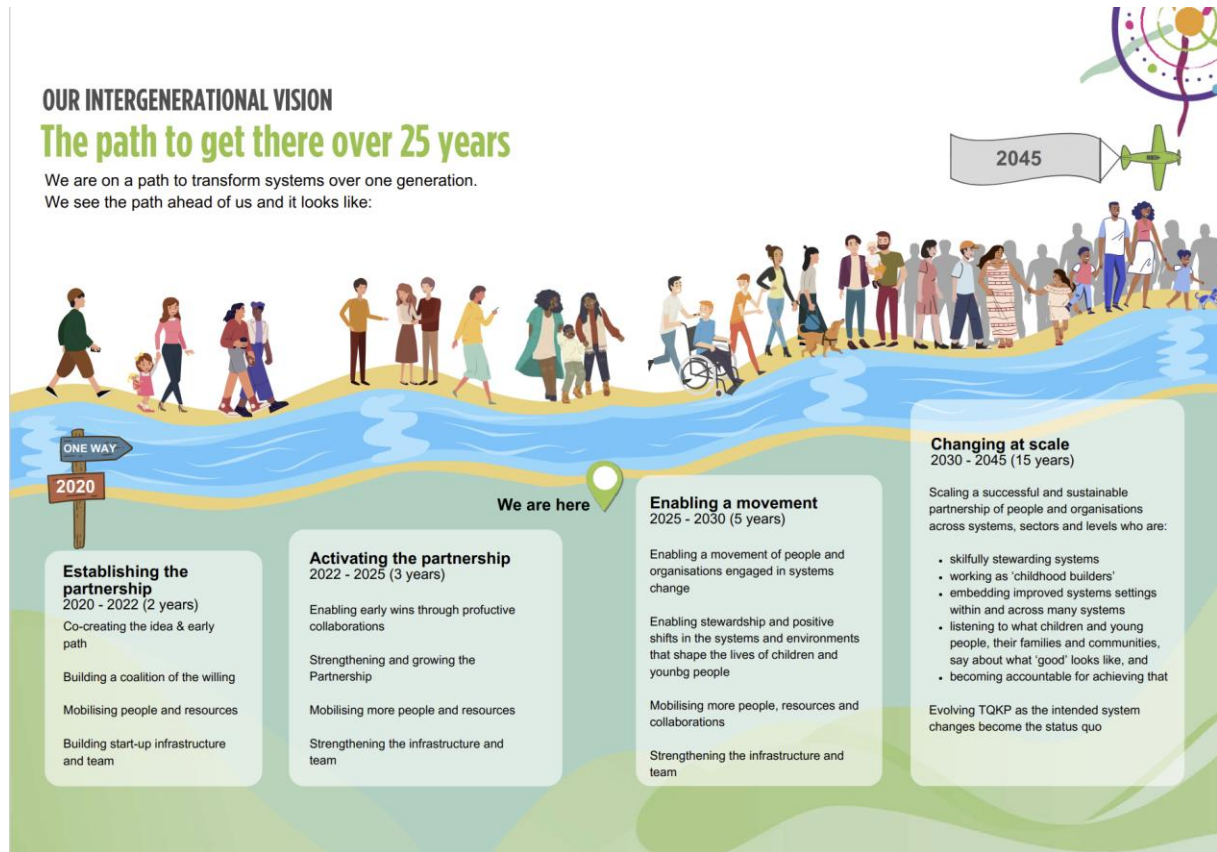 OUR INTERGENERATIONAL VISION
The path to get there over 25 years
We are on a path to transform systems over one generation.
We see the path ahead of us and it looks like:
2045
ONE WAY
2020
We are here
Establishing the
partnership
2020 - 2022 (2 years)
Co-creating the idea & early
path
Building a coalition of the willing
Mobilising people and resources
Building start-up infrastructure
and team
Activating the partnership
2022 - 2025 (3 years)
Enabling early wins through profuctive
collaborations
Strengthening and growing the
Partnership
Mobilising more people and resources
Strengthening the infrastructure and
team
Enabling a movement
2025 - 2030 (5 years)
Enabling a movement of people and
organisations engaged in systems
change
Enabling stewardship and positive
shifts in the systems and environments
that shape the lives of children and
younbg people
Mobilising more people, resources and
collaborations
Strengthening the infrastructure and
team
Changing at scale
2030 - 2045 (15 years)
Scaling a successful and sustainable
partnership of people and organisations
across systems, sectors and levels who are:
• skilfully stewarding systems
• working as ‘childhood builders’
• embedding improved systems settings
within and across many systems
• listening to what children and young
people, their families and communities,
say about what ‘good’ looks like, and
• becoming accountable for achieving that
Evolving TQKP as the intended system
changes become the status quo